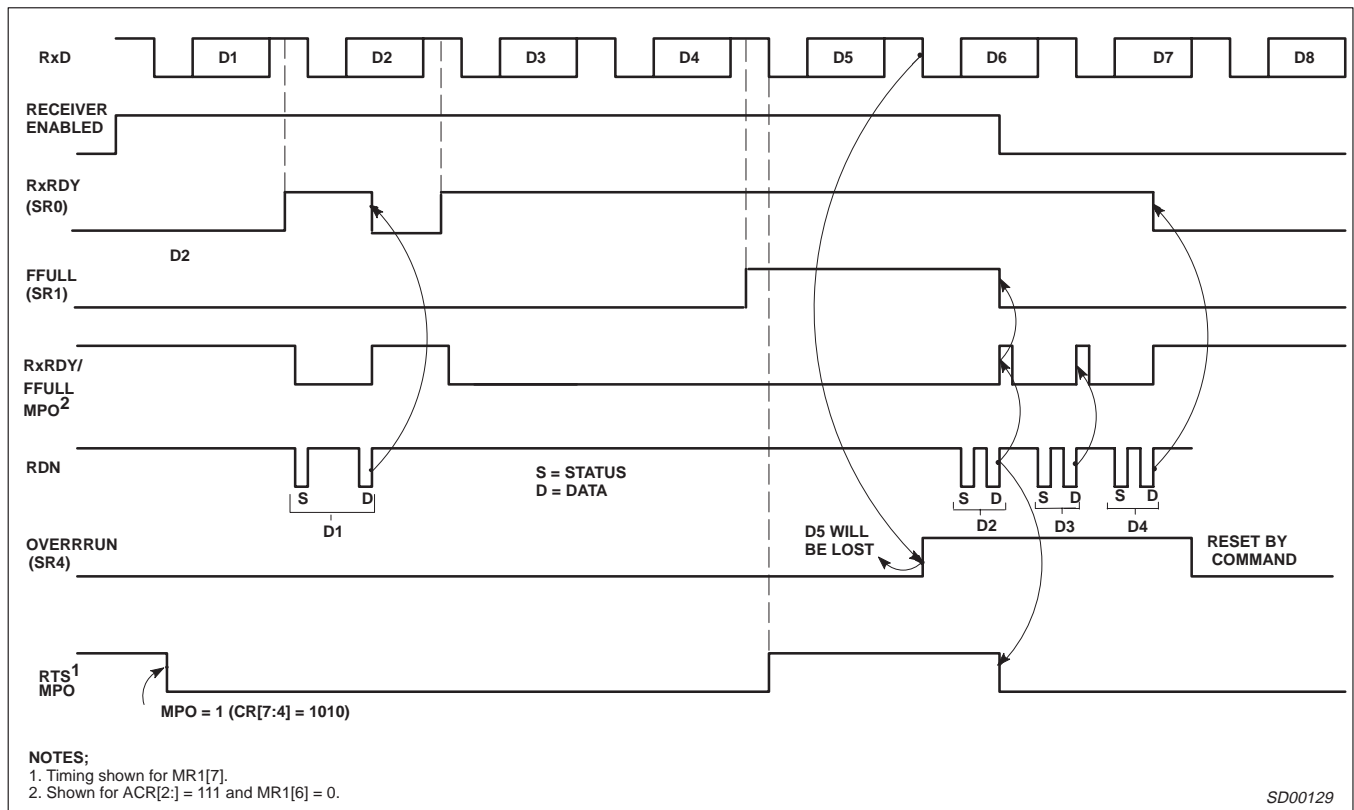 RxD
D1 D2 D3 D4 D5 D6 D7 D8
RECEIVER
ENABLED
RxRDY
(SR0)
D2
FFULL
(SR1)
RxRDY/
FFULL
MPO2
RDN
S D
D1
S = STATUS
D = DATA
S D
D2
S D
D3
S D
D4
OVERRRUN
(SR4)
D5 WILL
BE LOST
RESET BY
COMMAND
RTS1
MPO
MPO = 1 (CR[7:4] = 1010)
NOTES;
1. Timing shown for MR1[7].
2. Shown for ACR[2:] = 111 and MR1[6] = 0.
SD00129